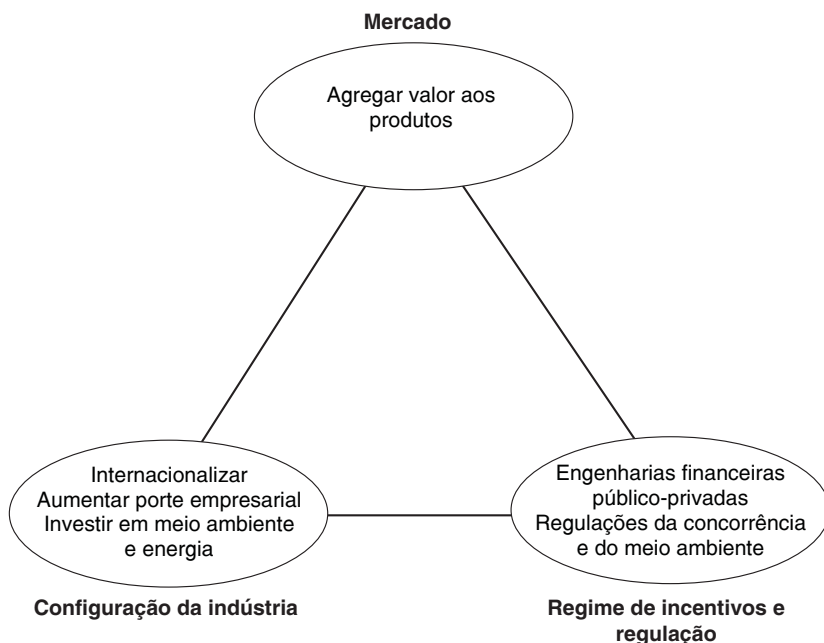 Mercado
Agregar valor aos
produtos
Internacionalizar
Aumentar porte empresarial
Investir em meio ambiente
e energia
Configuração da indústria
Engenharias financeiras
público-privadas
Regulações da concorrência
e do meio ambiente
Regime de incentivos e
regulação